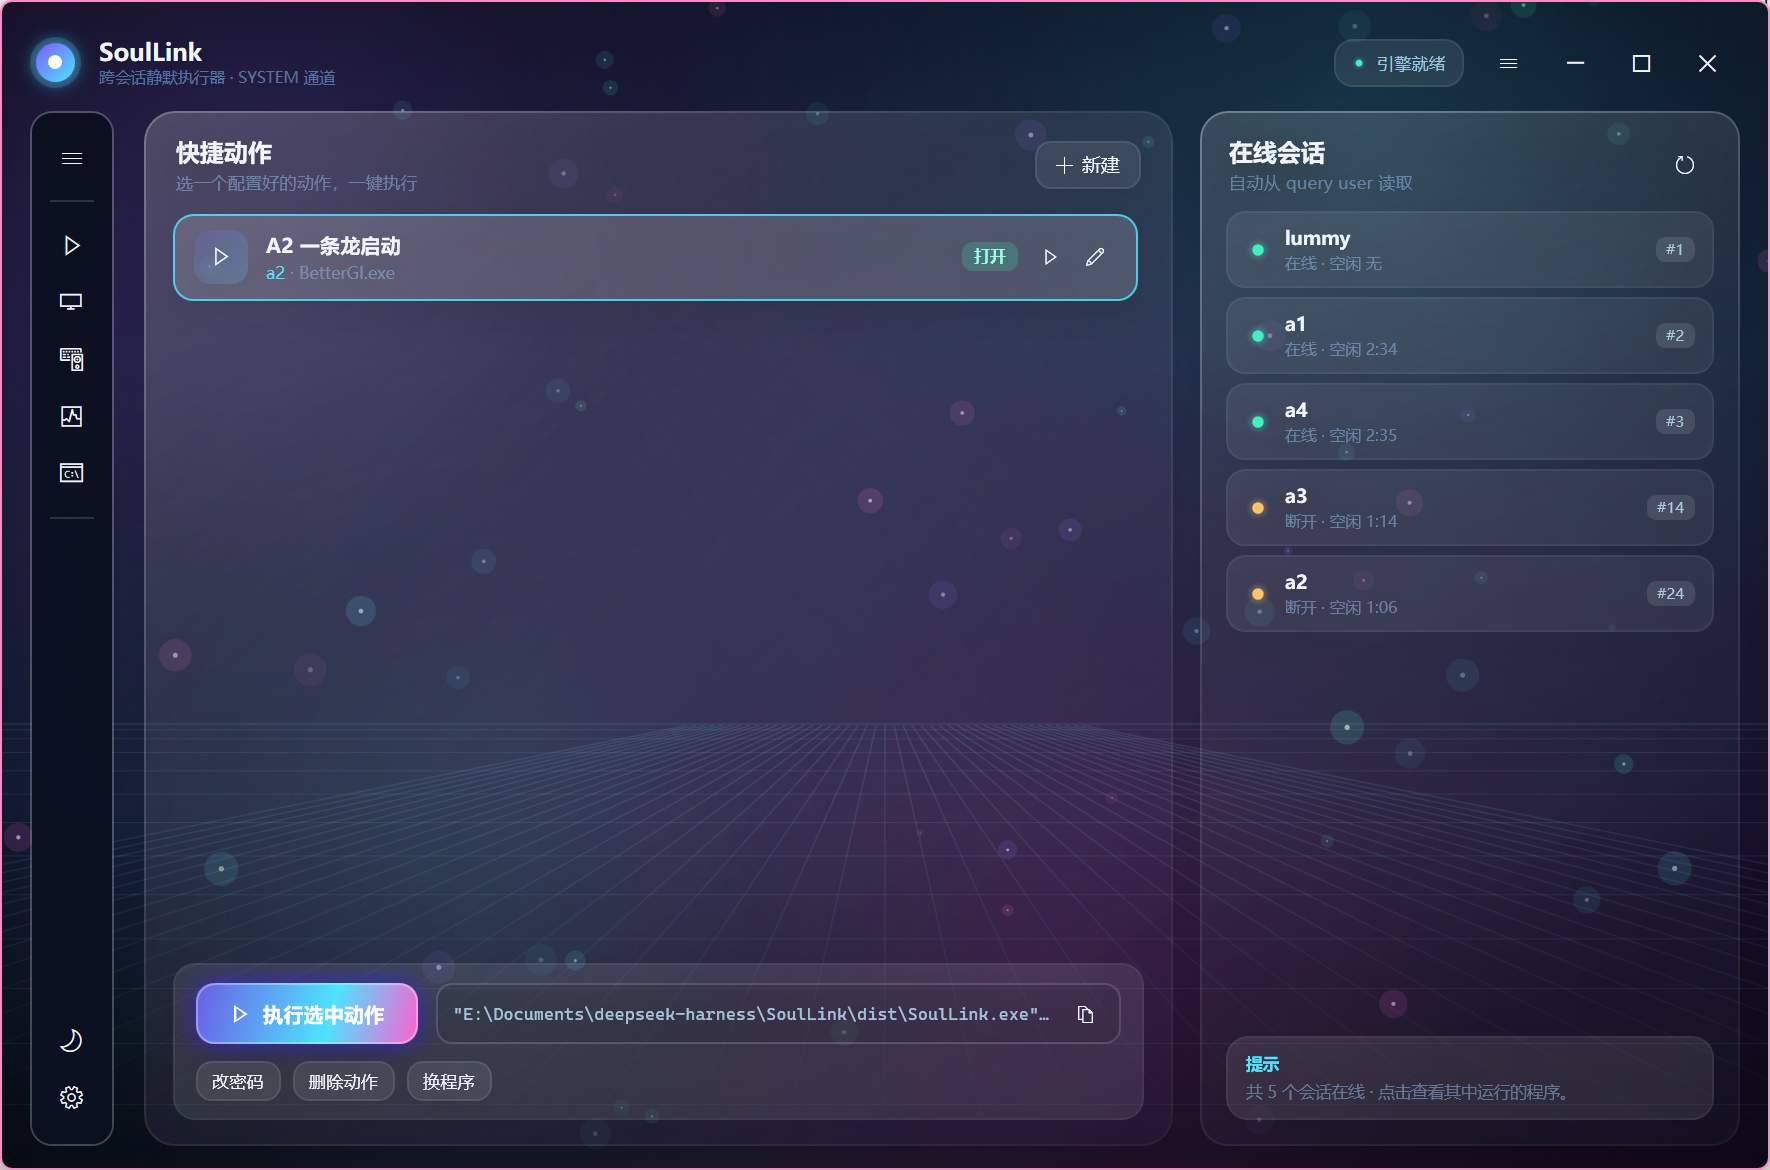 SoulLink
跨会话静默执行器 · SYSTEM 通道
引擎就绪
快捷动作
选一个配置好的动作，一键执行
新建
A2 一条龙启动
a2 · BetterGI.exe
打开
C:\
执行选中动作
"E:\Documents\deepseek-harness\SoulLink\dist\SoulLink.exe"…
改密码
删除动作
换程序
在线会话
自动从 query user 读取
lummy
在线 · 空闲 无
#1
a1
在线 · 空闲 2:34
#2
a4
在线 · 空闲 2:35
#3
a3
断开 · 空闲 1:14
#14
a2
断开 · 空闲 1:06
#24
提示
共 5 个会话在线 · 点击查看其中运行的程序。